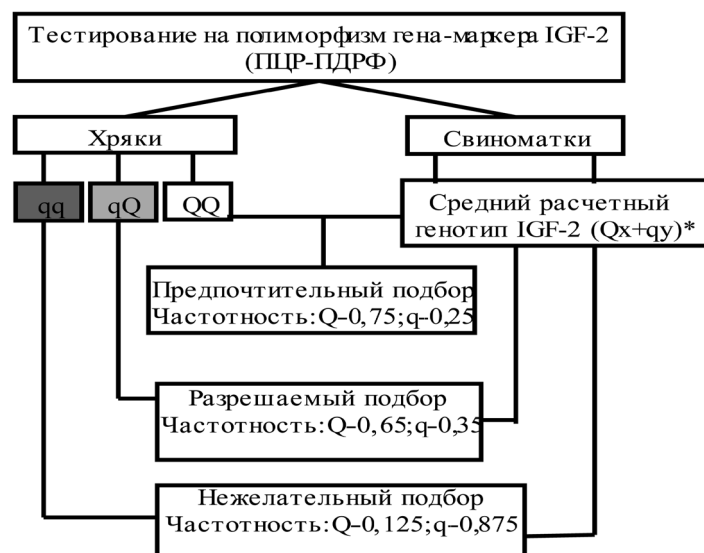 Тестирование на полиморфизм гена-маркера IGF-2
(ПЦР-ПДРФ)
Хряки
Свиноматки
qq
qQ
QQ
Средний расчетный
генотип IGF-2 (Qx+qy)*
Предпочтительный подбор
Частотность:Q-0,75;q-0,25
Разрешаемый подбор
Частотность:Q-0,65;q-0,35
Нежелательный подбор
Частотность:Q-0,125;q-0,875